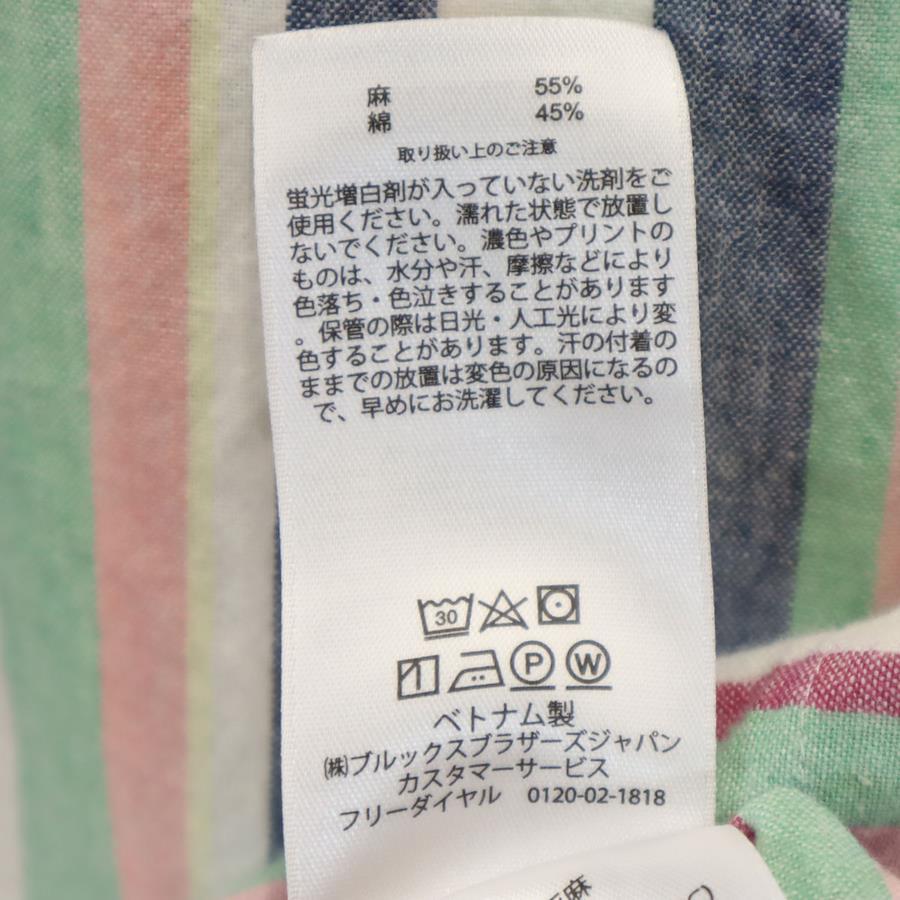 麻 55%
綿 45%
取り扱い上のご注意
蛍光増白剤が入っていない洗剤をご
使用ください。濡れた状態で放置し
ないでください。濃色やプリントの
ものは、水分や汗、摩擦などにより
色落ち・色泣きすることがあります
。保管の際は日光・人工光により変
色することがあります。汗の付着の
ままでの放置は変色の原因になるの
で、早めにお洗濯してください。
30
P W
ベトナム製
(株)ブルックスブラザーズジャパン
カスタマーサービス
フリーダイヤル 0120-02-1818
麻